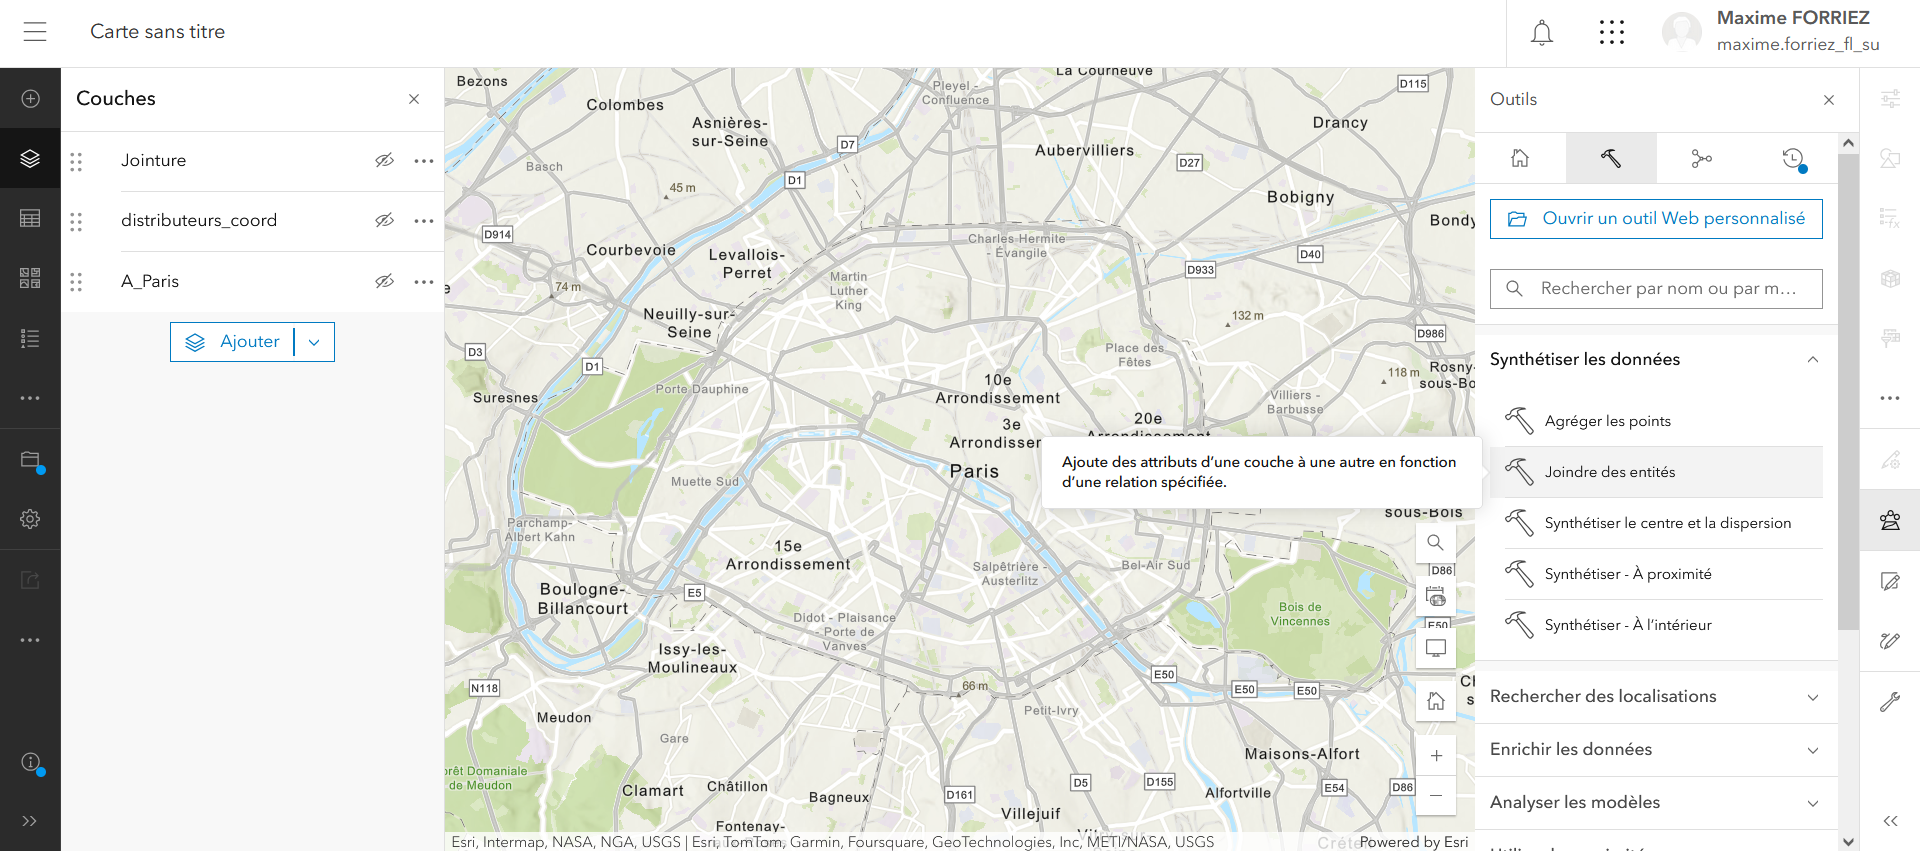 Carte sans titre
Maxime FORRIEZ
maxime.forriez_fl_su
Couches
Jointure
distributeurs_coord
A_Paris
Ajouter
Bezons
Colombes
Asnières-
sur-Seine
Pleyel -
Confluence
La Courneuve
D115
Drancy
Basch
D7
Aubervilliers
D27
45 m
D1
Bobigny
Bondy
D914
Courbevoie
Levallois-
Perret
Charles Hermite
- Évangile
D40
D933
Martin
Luther
King
74 m
Neuilly-sur-
Seine
132 m
D986
D3
D1
Place des
Fêtes
Rosny-
sous-Bo
118 m
Porte Dauphine
Suresnes
10e
Arrondissement
Villiers -
Barbusse
3e
Arrondisser
20e
Arrondissement
Paris
Muette Sud
Ajoute des attributs d’une couche à une autre en fonction
d’une relation spécifiée.
sous-Bois
Parchamp-
Albert Kahn
15e
Arrondissement
Salpêtrière -
Austerlitz
Bel-Air Sud
D86
Boulogne-
Billancourt
E5
Bois de
Vincennes
E50
Didot - Plaisance
- Porte de
Vanves
Issy-les-
Moulineaux
N118
66 m
E50
E50
E50
Petit-Ivry
Meudon
Gare
Maisons-Alfort
orêt Domaniale
de Meudon
Clamart
Châtillon
Bagneux
D161
D5
D155
Alfortville
E54
D86
Villejuif
Fontenay-
Esri, Intermap, NASA, NGA, USGS | Esri, TomTom, Garmin, Foursquare, GeoTechnologies, Inc, METI/NASA, USGS
Powered by Esri
Outils
Ouvrir un outil Web personnalisé
Rechercher par nom ou par m…
Synthétiser les données
Agréger les points
Joindre des entités
Synthétiser le centre et la dispersion
Synthétiser - À proximité
Synthétiser - À l’intérieur
Rechercher des localisations
Enrichir les données
Analyser les modèles